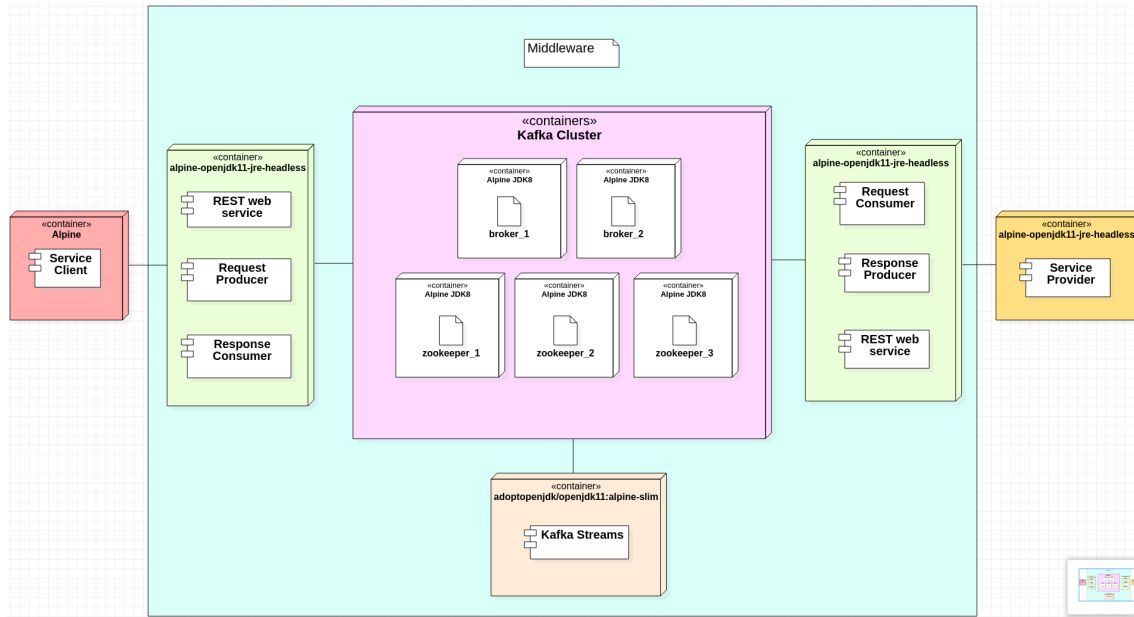 Middleware
«containers»
Kafka Cluster
«container»
Alpine JDK8
broker_1
«container»
Alpine JDK8
broker_2
«container»
Alpine JDK8
zookeeper_1
«container»
Alpine JDK8
zookeeper_2
«container»
Alpine JDK8
zookeeper_3
«container»
alpine-openjdk11-jre-headless
REST web
service
Request
Producer
Response
Consumer
«container»
Alpine
Service
Client
«container»
alpine-openjdk11-jre-headless
Request
Consumer
Response
Producer
REST web
service
«container»
alpine-openjdk11-jre-headless
Service
Provider
«container»
adoptopenjdk/openjdk11:alpine-slim
Kafka Streams